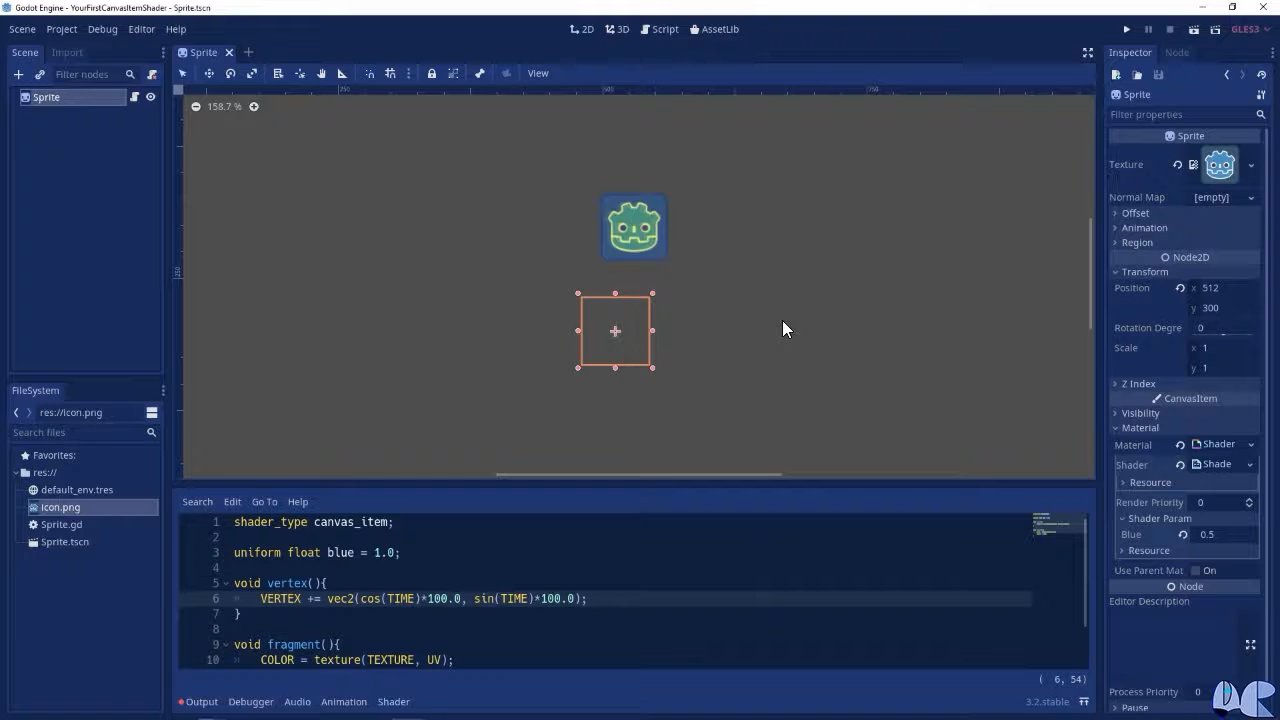 Godot Engine - YourFirstCanvasItemShader - Sprite.tscn
Scene Project Debug Editor Help
2D 3D Script AssetLib
GLES3
Scene Import
Sprite
Inspector Node
Filter nodes
View
Sprite
Sprite
Filter properties
158.7 %
Sprite
Texture
Normal Map [empty]
Offset
Animation
Region
Node2D
Transform
Position x 512
y 300
Rotation Degre 0
Scale x 1
y 1
Z Index
CanvasItem
Visibility
Material
Material Shader
Shader Shade
Resource
Render Priority 0
Shader Param
Blue 0.5
Resource
Use Parent Mat On
Node
Editor Description
Process Priority 0
Pause
FileSystem
res://icon.png
Search files
Favorites:
res://
default_env.tres
icon.png
Sprite.gd
Sprite.tscn
Search Edit Go To Help
1 shader_type canvas_item;
2
3 uniform float blue = 1.0;
4
5 void vertex(){
6 VERTEX += vec2(cos(TIME)*100.0, sin(TIME)*100.0);
7 }
8
9 void fragment(){
10 COLOR = texture(TEXTURE, UV);
( 6, 54)
Output Debugger Audio Animation Shader
3.2.stable